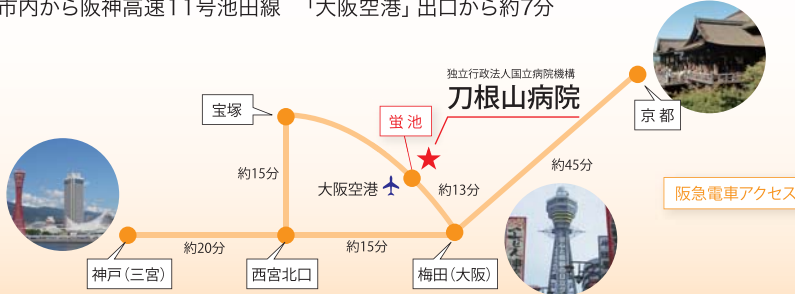 市内から阪神高速11号池田線 「大阪空港」出口から約7分
独立行政法人国立病院機構
刀根山病院
宝塚
蛍池
京都
約15分
大阪空港
約13分
約45分
阪急電車アクセス
約20分
約15分
神戸（三宮）
西宮北口
梅田（大阪）